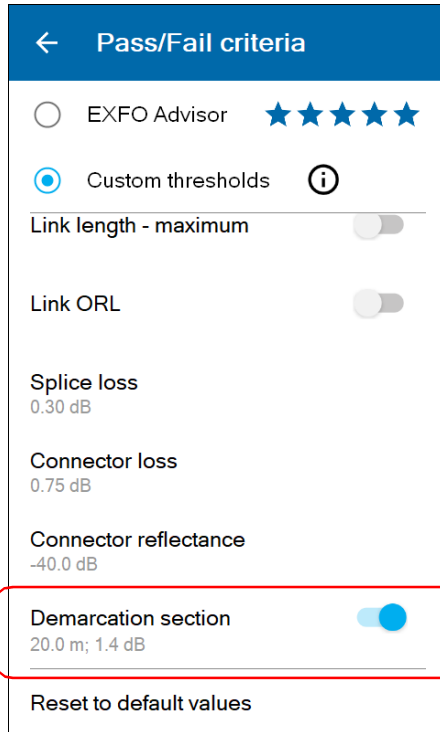 Pass/Fail criteria
EXFO Advisor
Custom thresholds
Link length - maximum
Link ORL
Splice loss
0.30 dB
Connector loss
0.75 dB
Connector reflectance
-40.0 dB
Demarcation section
20.0 m; 1.4 dB
Reset to default values